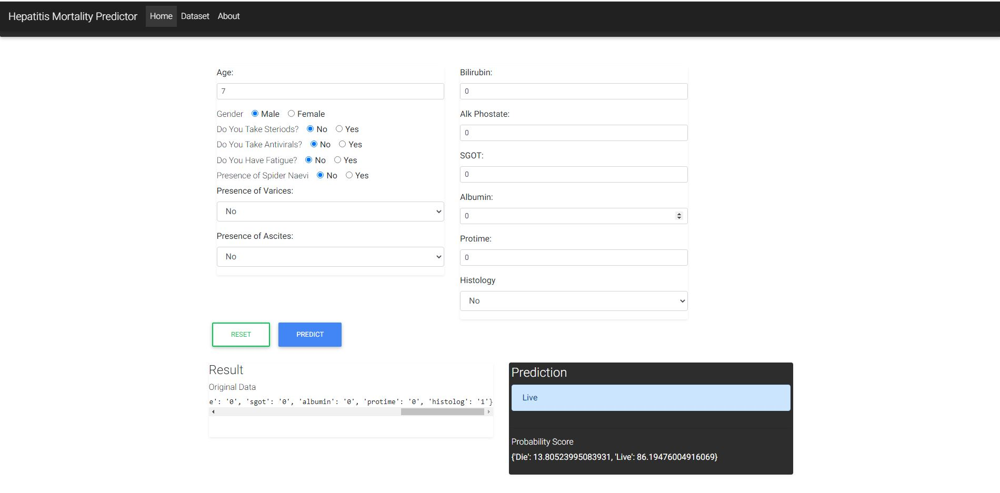 Hepatitis Mortality Predictor Home Dataset About
Age:
7
Gender Male Female
Do You Take Steriods? No Yes
Do You Take Antivirals? No Yes
Do You Have Fatigue? No Yes
Presence of Spider Naevi No Yes
Presence of Varices:
No
Presence of Ascites:
No
Bilirubin:
0
Alk Phostate:
0
SGOT:
0
Albumin:
0
Protime:
0
Histology
No
RESET PREDICT
Result
Original Data
e': '0', 'sgot': '0', 'albumin': '0', 'protime': '0', 'histolog': '1'}
Prediction
Live
Probability Score
{'Die': 13.80523995083931, 'Live': 86.19476004916069}